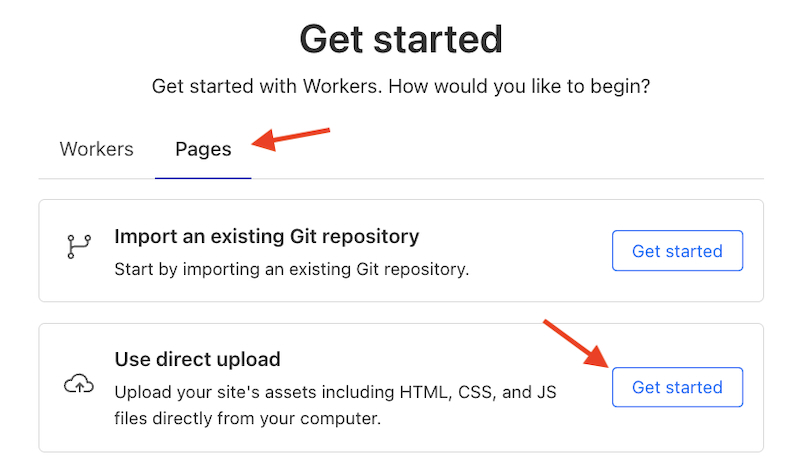 Get started
Get started with Workers. How would you like to begin?
Workers
Pages
Import an existing Git repository
Start by importing an existing Git repository.
Get started
Use direct upload
Upload your site's assets including HTML, CSS, and JS
files directly from your computer.
Get started